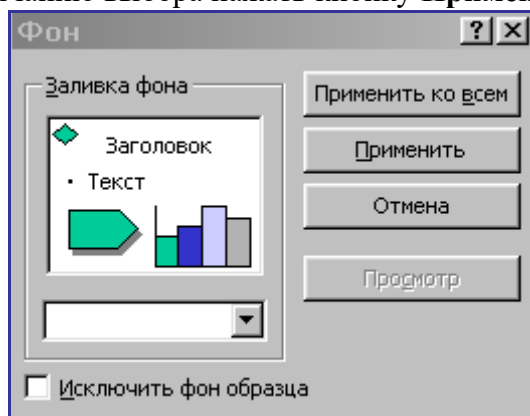 Фон
Заливка фона
Заголовок
• Текст
Применить ко всем
Применить
Отмена
Просмотр
Исключить фон образца